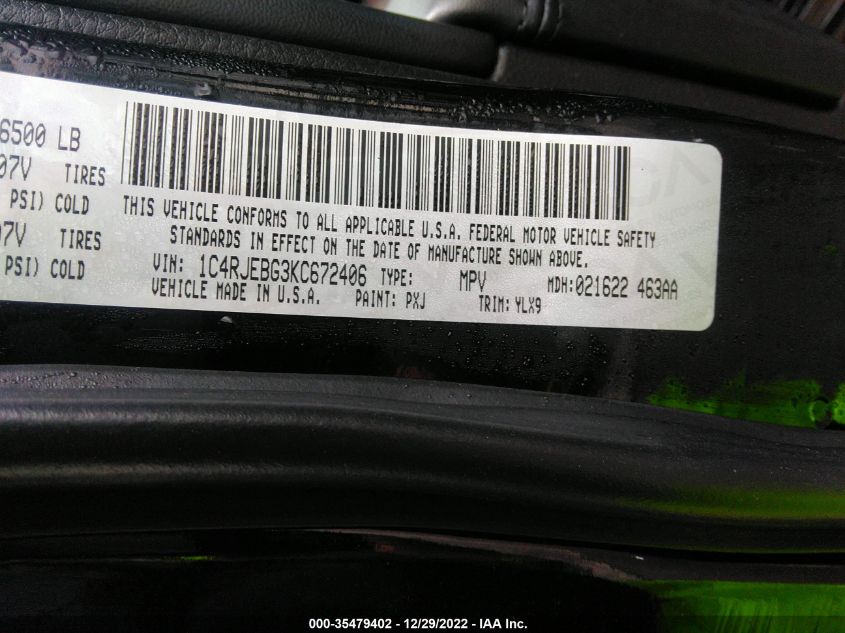 6500 LB
07V TIRES
PSI) COLD
07V TIRES
PSI) COLD
THIS VEHICLE CONFORMS TO ALL APPLICABLE U.S.A. FEDERAL MOTOR VEHICLE SAFETY
STANDARDS IN EFFECT ON THE DATE OF MANUFACTURE SHOWN ABOVE.
VIN: 1C4RJEBG3KC672406 TYPE: MPV MDH:021622 463AA
VEHICLE MADE IN U.S.A. PAINT: PXJ TRIM: YLX9
000-35479402 - 12/29/2022 - IAA Inc.